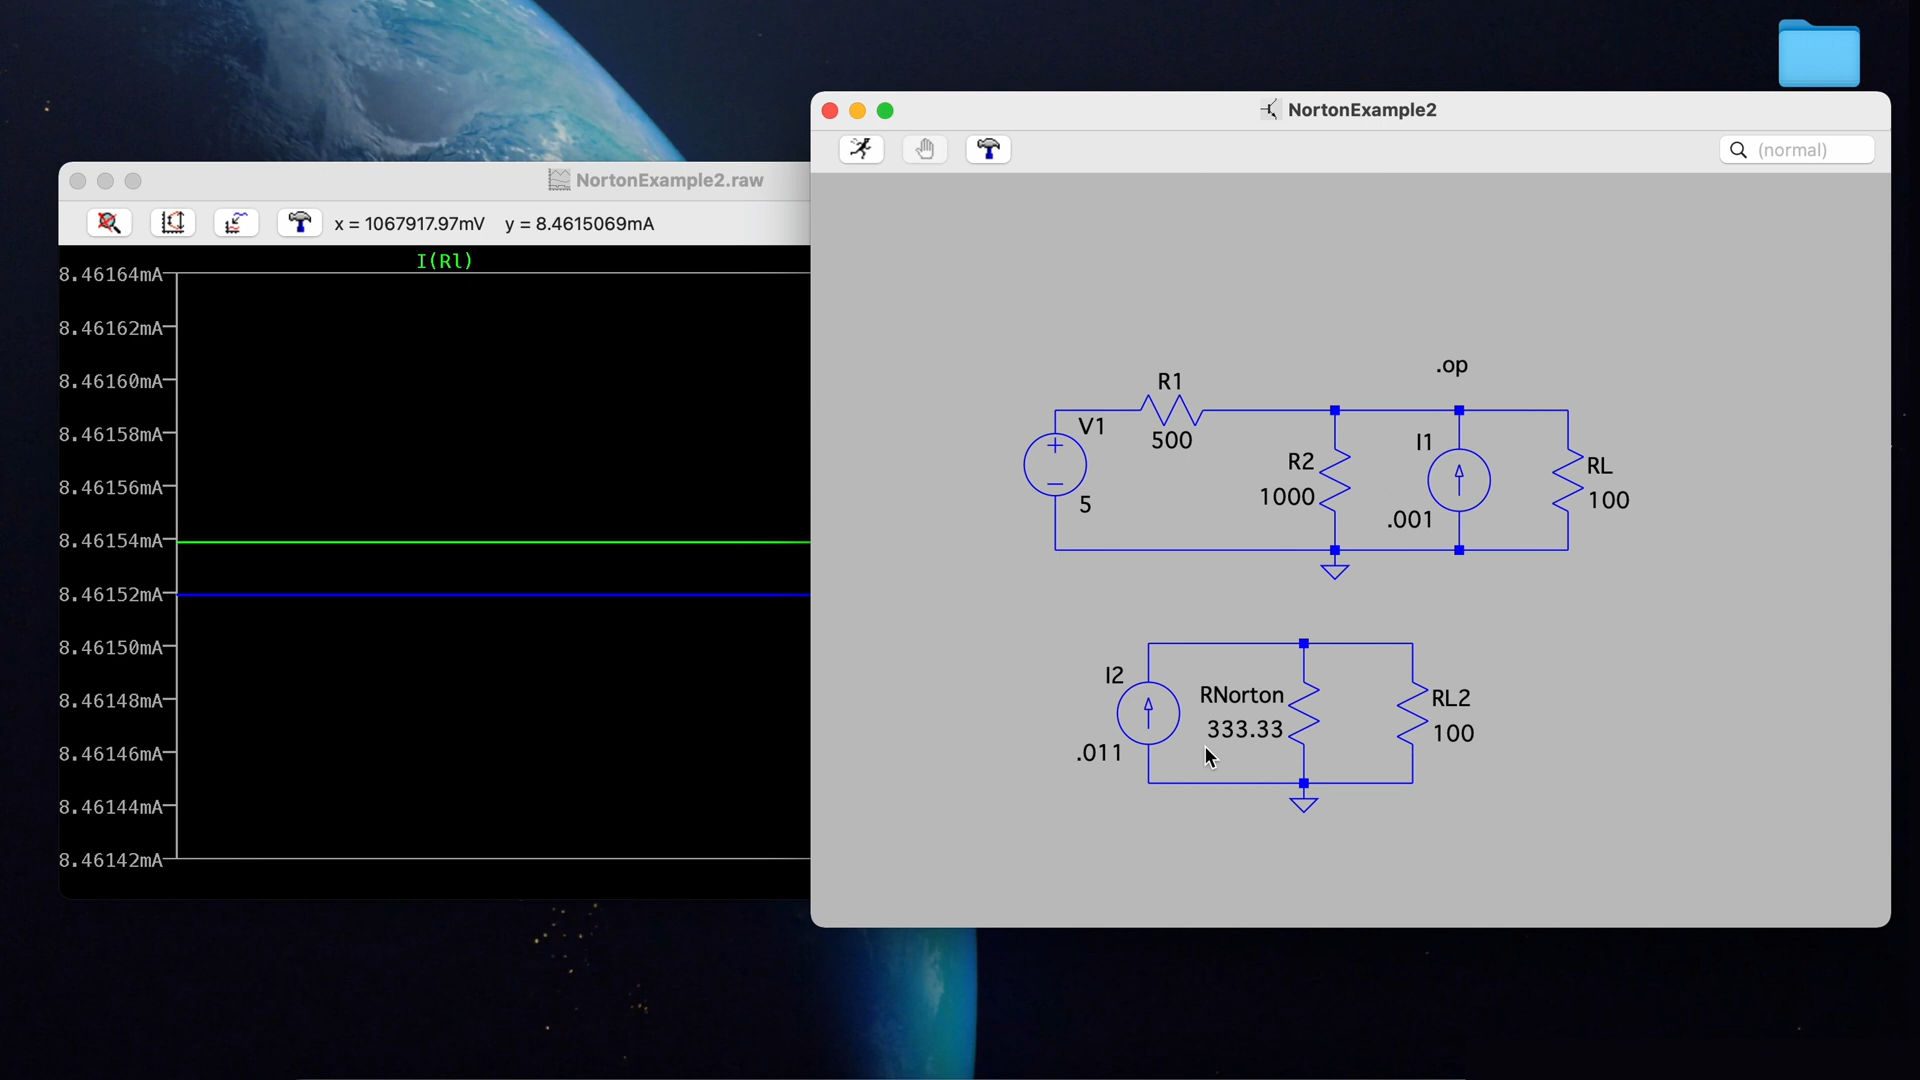 NortonExample2.raw
x = 1067917.97mV y = 8.4615069mA
I(Rl)
8.46164mA
8.46162mA
8.46160mA
8.46158mA
8.46156mA
8.46154mA
8.46152mA
8.46150mA
8.46148mA
8.46146mA
8.46144mA
8.46142mA
NortonExample2
(normal)
.op
R1
500
V1
5
R2
1000
I1
.001
RL
100
I2
.011
RNorton
333.33
RL2
100